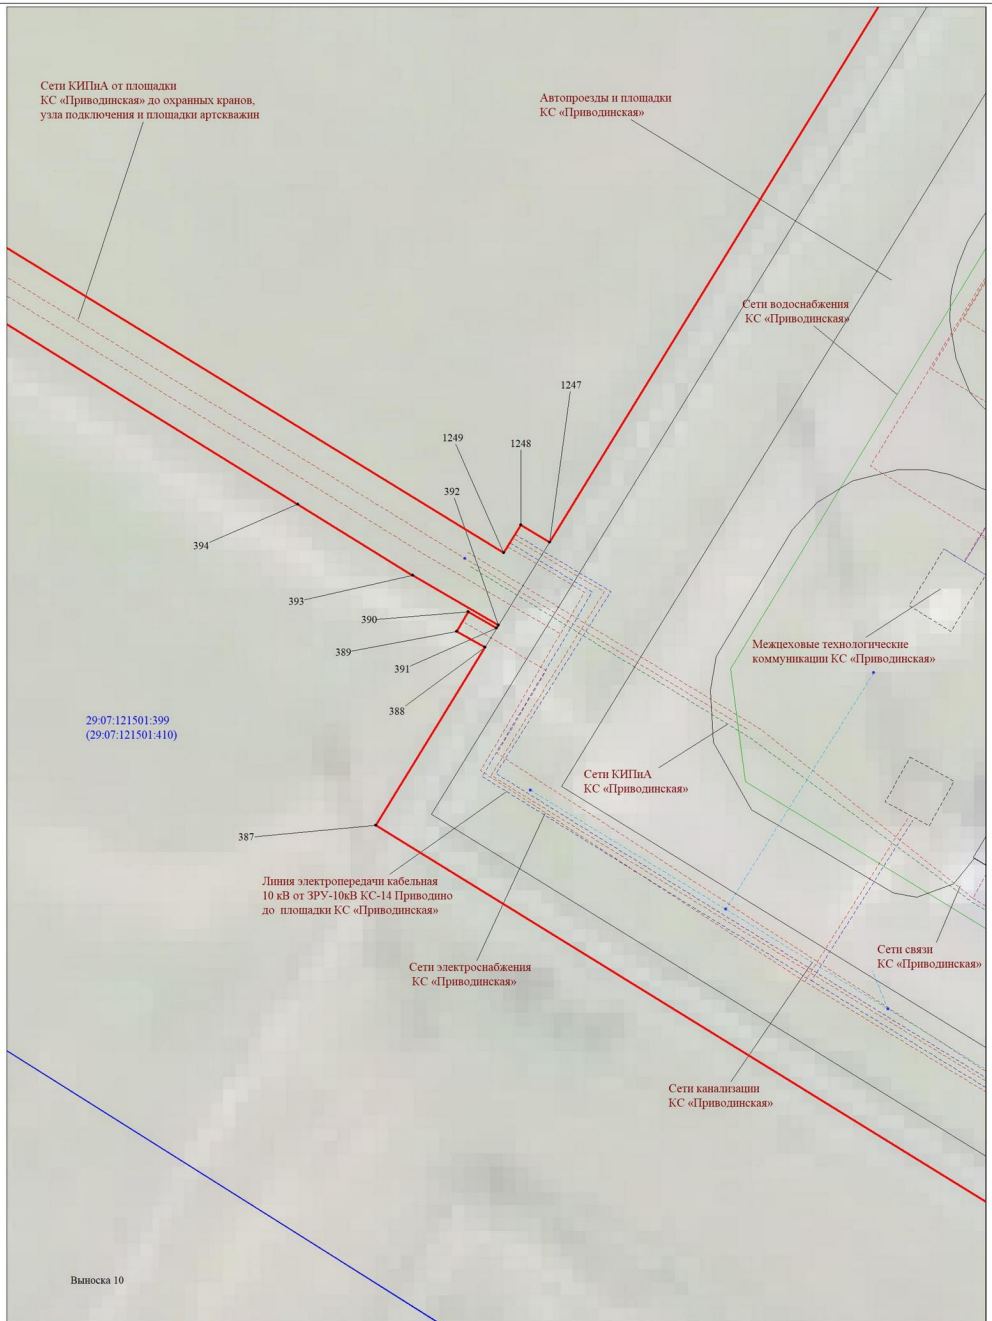 Сети КИПиА от площадки
КС «Приводинская» до охранных кранов,
узла подключения и площадки артскважин
Автопроезды и площадки
КС «Приводинская»
Сети водоснабжения
КС «Приводинская»
1247
1249
1248
392
394
393
390
389
391
388
Межцеховые технологические
коммуникации КС «Приводинская»
29:07:121501:399
(29:07:121501:410)
Сети КИПиА
КС «Приводинская»
387
Линия электропередачи кабельная
10 кВ от ЗРУ-10кВ КС-14 Приводино
до площадки КС «Приводинская»
Сети связи
КС «Приводинская»
Сети электроснабжения
КС «Приводинская»
Сети канализации
КС «Приводинская»
Выноска 10